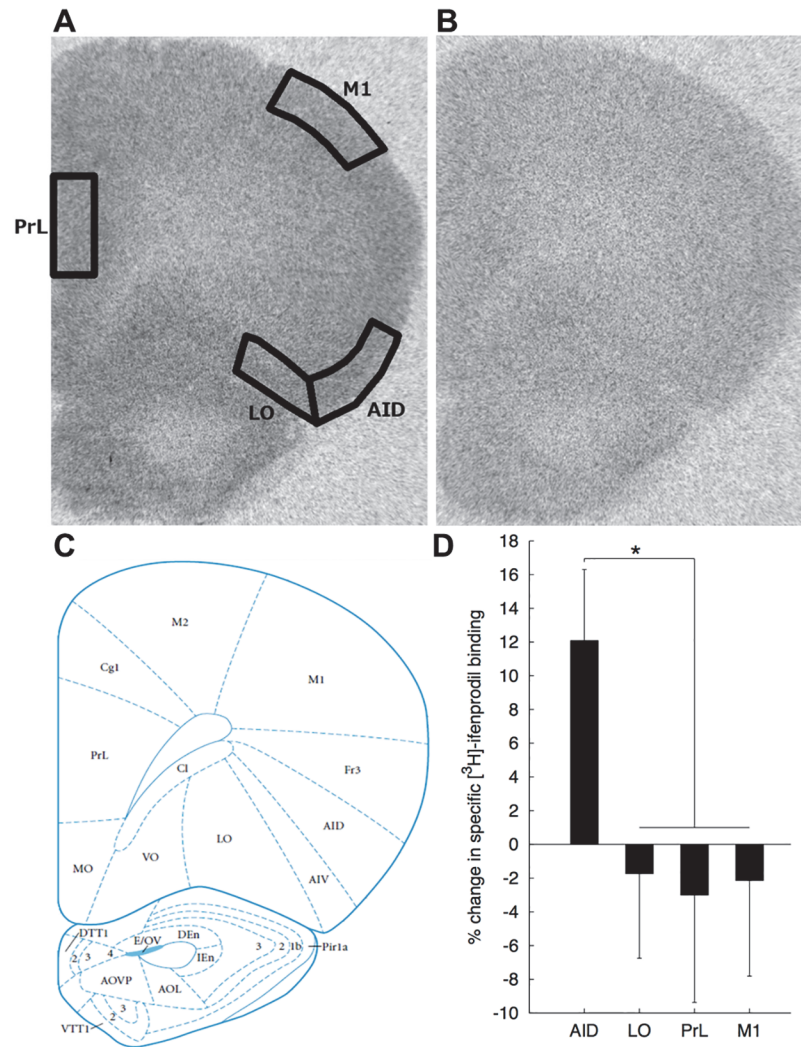 A
M1
PrL
LO
AID
B
C
M2
Cg1
M1
PrL
Cl
Fr3
AID
LO
VO
MO
AIV
DTT1
E/OV
DEn
2
3
4
IEn
3
2
1b
Pir1a
AOVP
AOL
3
2
VTT1
D
*
% change in specific [³H]-ifenprodil binding
18
16
14
12
10
8
6
4
2
0
-2
-4
-6
-8
-10
AID LO PrL M1